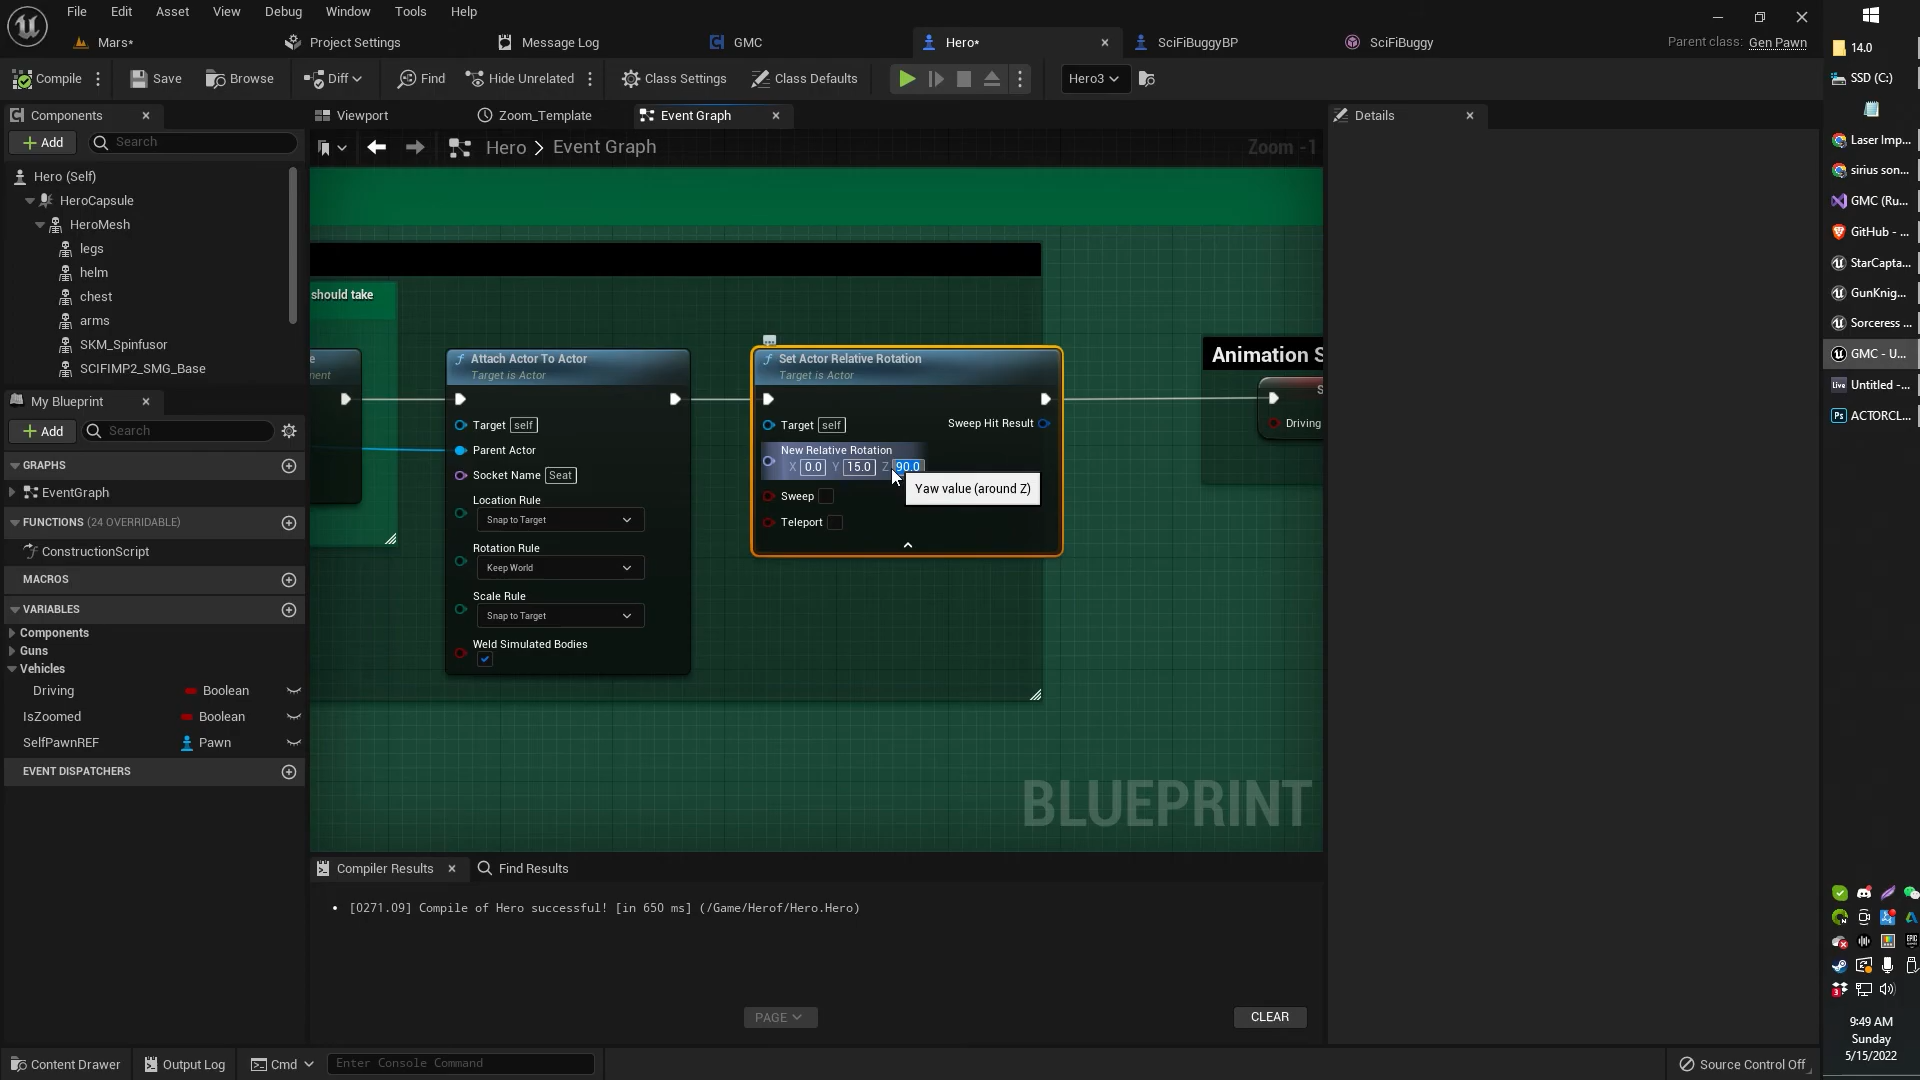 File Edit Asset View Debug Window Tools Help
Mars* Project Settings Message Log GMC Hero* SciFiBuggyBP SciFiBuggy Parent class: Gen Pawn
Compile Save Browse Diff Find Hide Unrelated Class Settings Class Defaults Hero3
Components
Add Search
Hero (Self)
HeroCapsule
HeroMesh
legs
helm
chest
arms
SKM_Spinfusor
SCIFIMP2_SMG_Base
My Blueprint
Add Search
GRAPHS
EventGraph
FUNCTIONS (24 OVERRIDABLE)
ConstructionScript
MACROS
VARIABLES
Components
Guns
Vehicles
Driving Boolean
IsZoomed Boolean
SelfPawnREF Pawn
EVENT DISPATCHERS
Viewport Zoom_Template Event Graph
Hero > Event Graph Zoom -1
should take
Attach Actor To Actor
Target is Actor
Target self
Parent Actor
Socket Name Seat
Location Rule
Snap to Target
Rotation Rule
Keep World
Scale Rule
Snap to Target
Weld Simulated Bodies
Set Actor Relative Rotation
Target is Actor
Target self Sweep Hit Result
New Relative Rotation
X 0.0 Y 15.0 Z 90.0
Yaw value (around Z)
Sweep
Teleport
Animation S
Driving
BLUEPRINT
Compiler Results Find Results
• [0271.09] Compile of Hero successful! [in 650 ms] (/Game/Herof/Hero.Hero)
PAGE CLEAR
Details
Content Drawer Output Log Cmd Enter Console Command Source Control Off
14.0
SSD (C:)
Laser Imp...
sirius son...
GMC (Ru...
GitHub - ...
StarCapta...
GunKnig...
Sorceress ...
GMC - U...
Untitled -...
ACTORCL...
9:49 AM
Sunday
5/15/2022